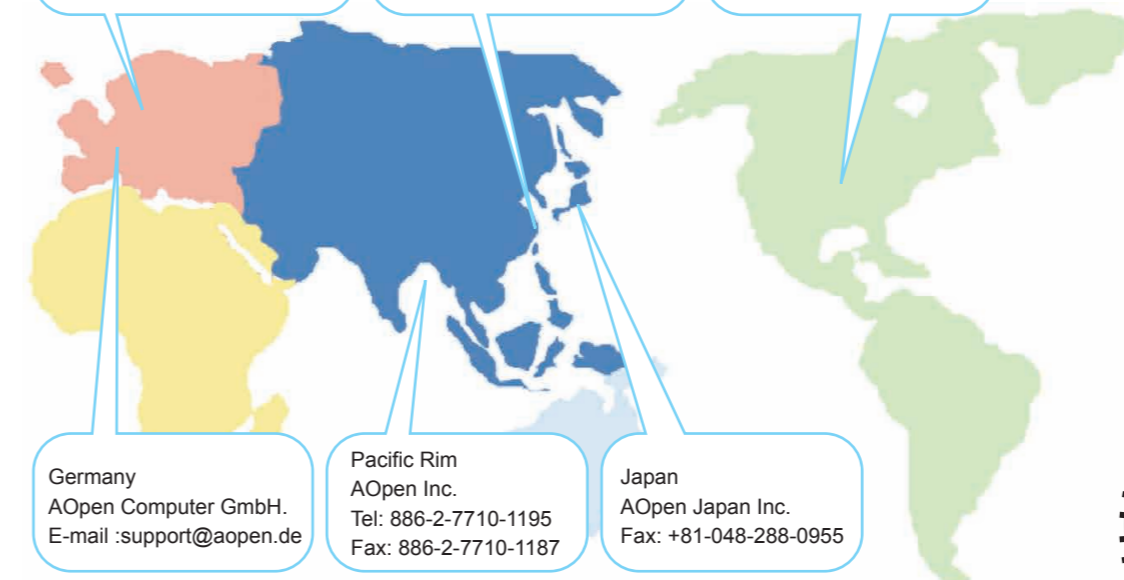 Germany
AOpen Computer GmbH.
E-mail :support@aopen.de
Pacific Rim
AOpen Inc.
Tel: 886-2-7710-1195
Fax: 886-2-7710-1187
Japan
AOpen Japan Inc.
Fax: +81-048-288-0955